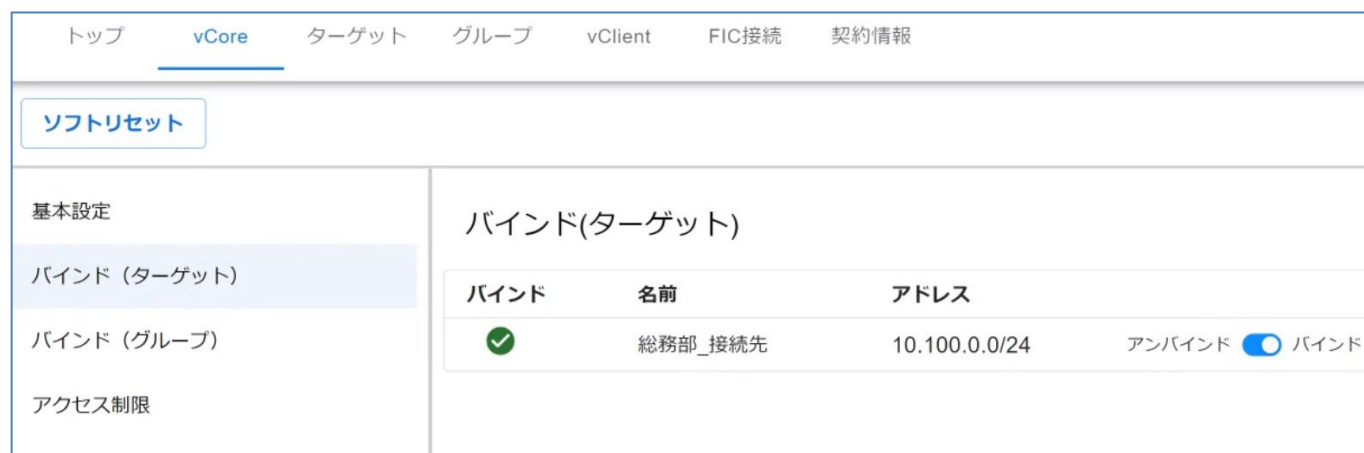 トップ vCore ターゲット グループ vClient FIC接続 契約情報
ソフトリセット
基本設定
バインド（ターゲット）
バインド（グループ）
アクセス制限
バインド(ターゲット)
バインド 名前 アドレス
総務部_接続先 10.100.0.0/24 アンバインド バインド